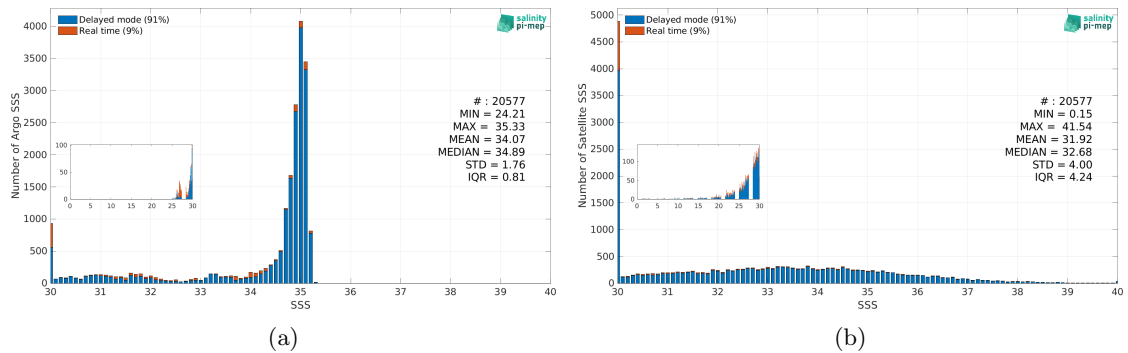 Delayed mode (91%)
Real time (9%)
salinity
pi-mep
Number of Argo SSS
4000
3500
3000
2500
2000
1500
1000
500
0
# : 20577
MIN = 24.21
MAX = 35.33
MEAN = 34.07
MEDIAN = 34.89
STD = 1.76
IQR = 0.81
100
50
0
0 5 10 15 20 25 30
30 31 32 33 34 35 36 37 38 39 40
SSS
(a)
Delayed mode (91%)
Real time (9%)
salinity
pi-mep
Number of Satellite SSS
5000
4500
4000
3500
3000
2500
2000
1500
1000
500
0
# : 20577
MIN = 0.15
MAX = 41.54
MEAN = 31.92
MEDIAN = 32.68
STD = 4.00
IQR = 4.24
100
50
0
0 5 10 15 20 25 30
30 31 32 33 34 35 36 37 38 39 40
SSS
(b)